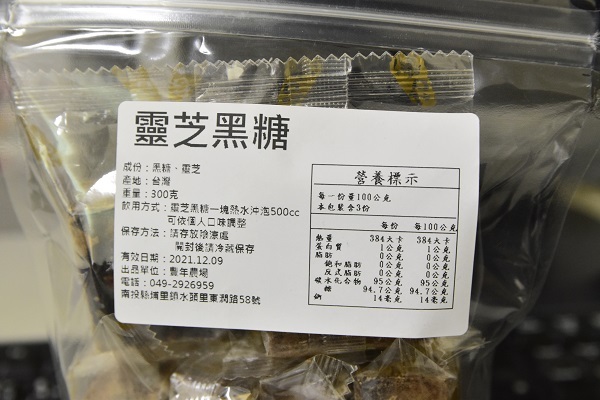 靈芝黑糖
成份：黑糖、靈芝
產地：台灣
重量：300克
飲用方式：靈芝黑糖一塊熱水沖泡500cc
可依個人口味調整
保存方法：請存放陰涼處
開封後請冷藏保存
有效日期：2021.12.09
出品單位：豐年農場
電話：049-2926959
南投縣埔里鎮水頭里東潤路58號
營養標示
每一份量100公克
本包裝含3份
每份 每100公克
熱量 384大卡 384大卡
蛋白質 1公克 1公克
脂肪 0公克 0公克
飽和脂肪 0公克 0公克
反式脂肪 0公克 0公克
碳水化合物 95公克 95公克
糖 94.7公克 94.7公克
鈉 14毫克 14毫克